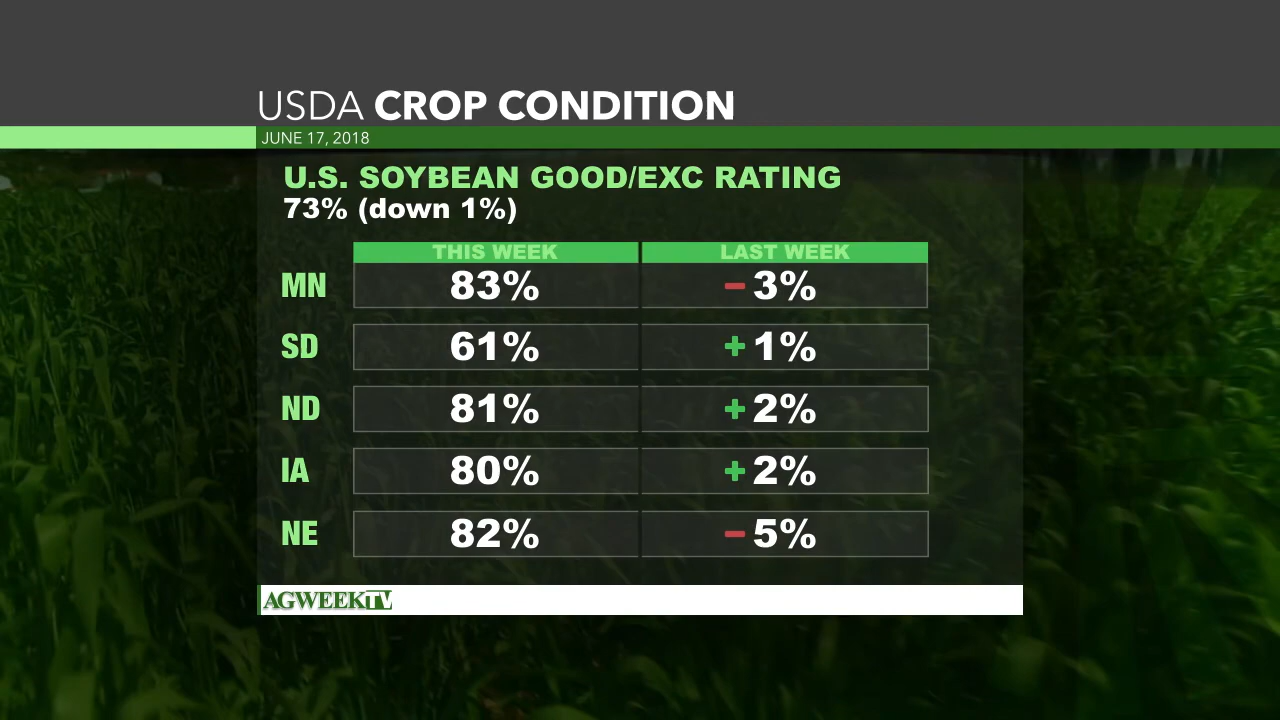 USDA CROP CONDITION
JUNE 17, 2018
U.S. SOYBEAN GOOD/EXC RATING
73% (down 1%)
THIS WEEK LAST WEEK
MN 83% -3%
SD 61% +1%
ND 81% +2%
IA 80% +2%
NE 82% -5%
AGWEEKTV